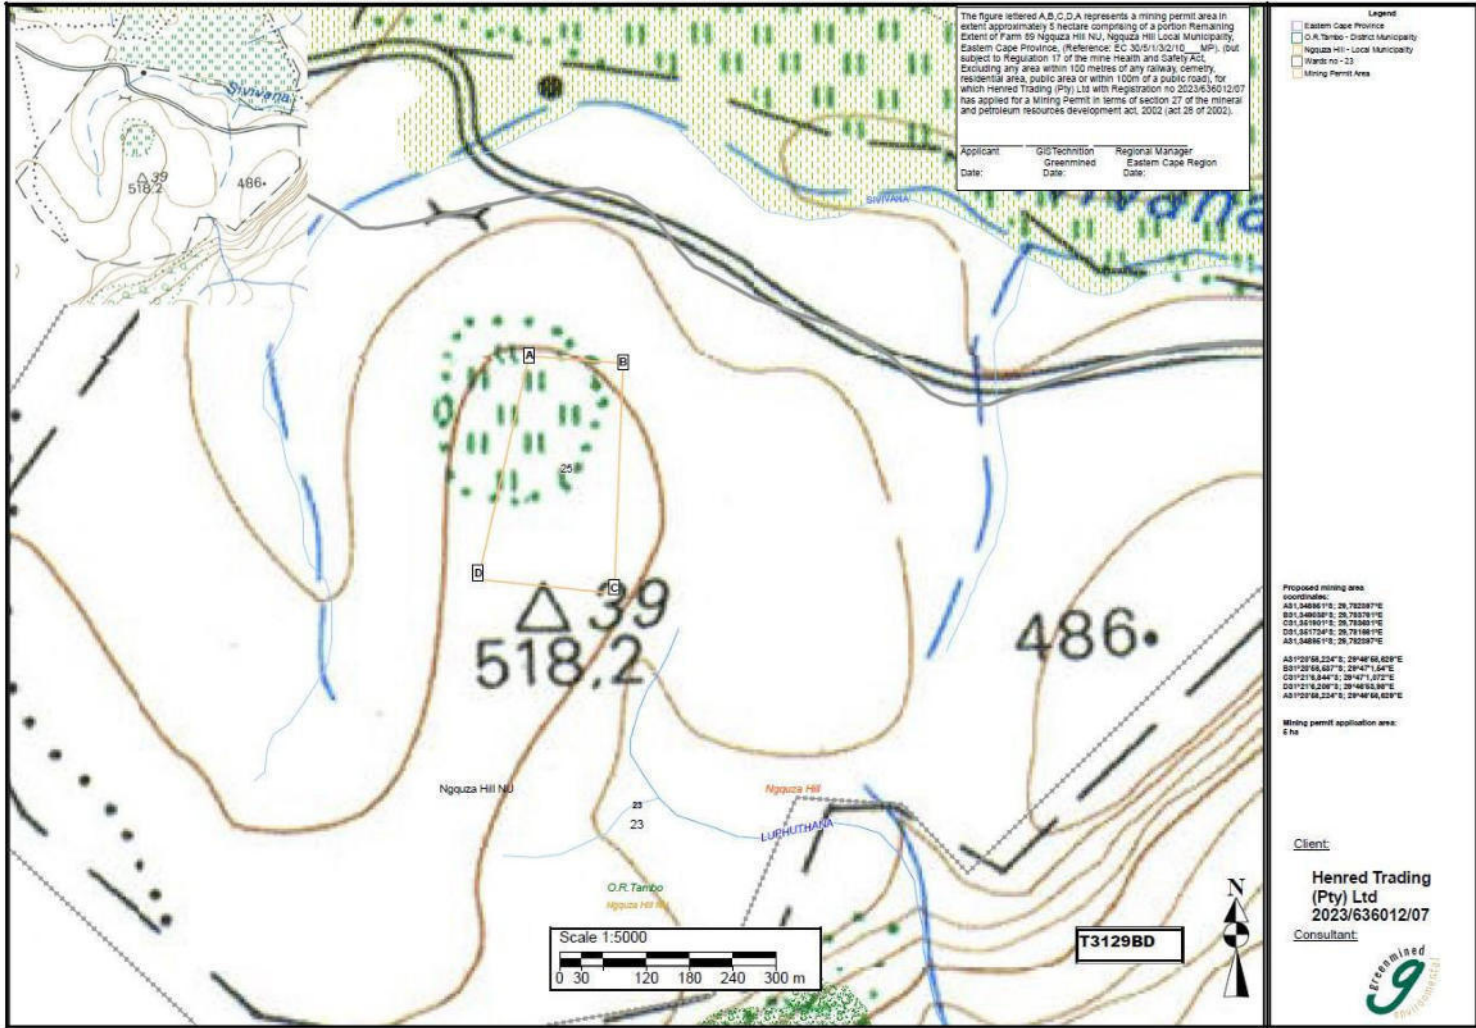 The figure lettered A,B,C,D,A represents a mining permit area in
extent approximately 5 hectare comprising of a portion Remaining
Extent of Farm 89 Ngquza Hill NU, Ngquza Hill Local Municipality,
Eastern Cape Province, (Reference: EC 30/5/1/3/2/10___MP). (but
subject to Regulation 17 of the mine Health and Safety Act,
Excluding any area within 100 metres of any railway, cemetry,
residential area, public area or within 100m of a public road), for
which Henred Trading (Pty) Ltd with Registration no 2023/636012/07
has applied for a Mining Permit in terms of section 27 of the mineral
and petroleum resources development act, 2002 (act 28 of 2002).
Applicant GISTechnition Regional Manager
Greenmined Eastern Cape Region
Date: Date: Date:
Legend
Eastern Cape Province
O.R.Tambo - District Municipality
Ngquza Hill - Local Municipality
Wards no - 23
Mining Permit Area
Sivivana
39
518,2
486
SIVIVANA
A
B
25
D
C
39
518,2
486
Ngquza Hill NU
Ngquza Hill
23
23
LUPHUTHANA
O.R.Tambo
Ngquza Hill
Scale 1:5000
0 30 120 180 240 300 m
T3129BD
N
Proposed mining area
coordinates:
Mining permit application area:
5 ha
Client:
Henred Trading
(Pty) Ltd
2023/636012/07
Consultant:
greenmined
environmental